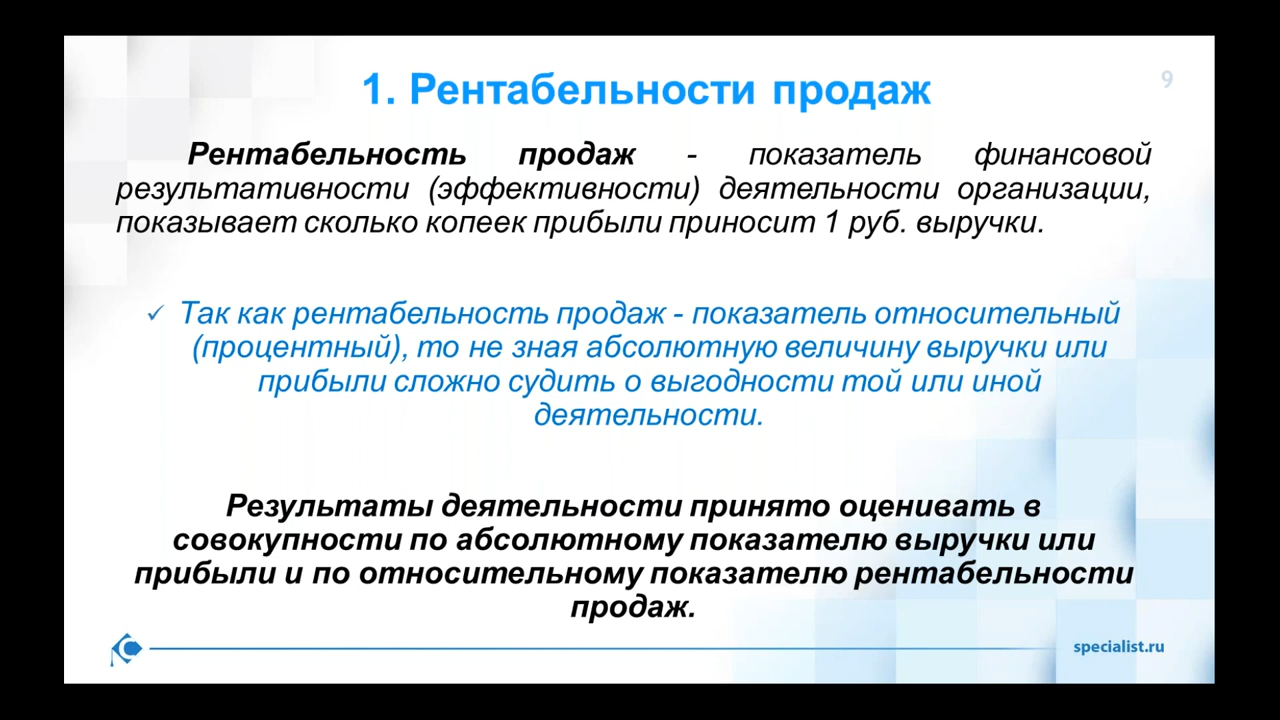 1. Рентабельности продаж
9
Рентабельность продаж - показатель финансовой
результативности (эффективности) деятельности организации,
показывает сколько копеек прибыли приносит 1 руб. выручки.
✓ Так как рентабельность продаж - показатель относительный
(процентный), то не зная абсолютную величину выручки или
прибыли сложно судить о выгодности той или иной
деятельности.
Результаты деятельности принято оценивать в
совокупности по абсолютному показателю выручки или
прибыли и по относительному показателю рентабельности
продаж.
specialist.ru